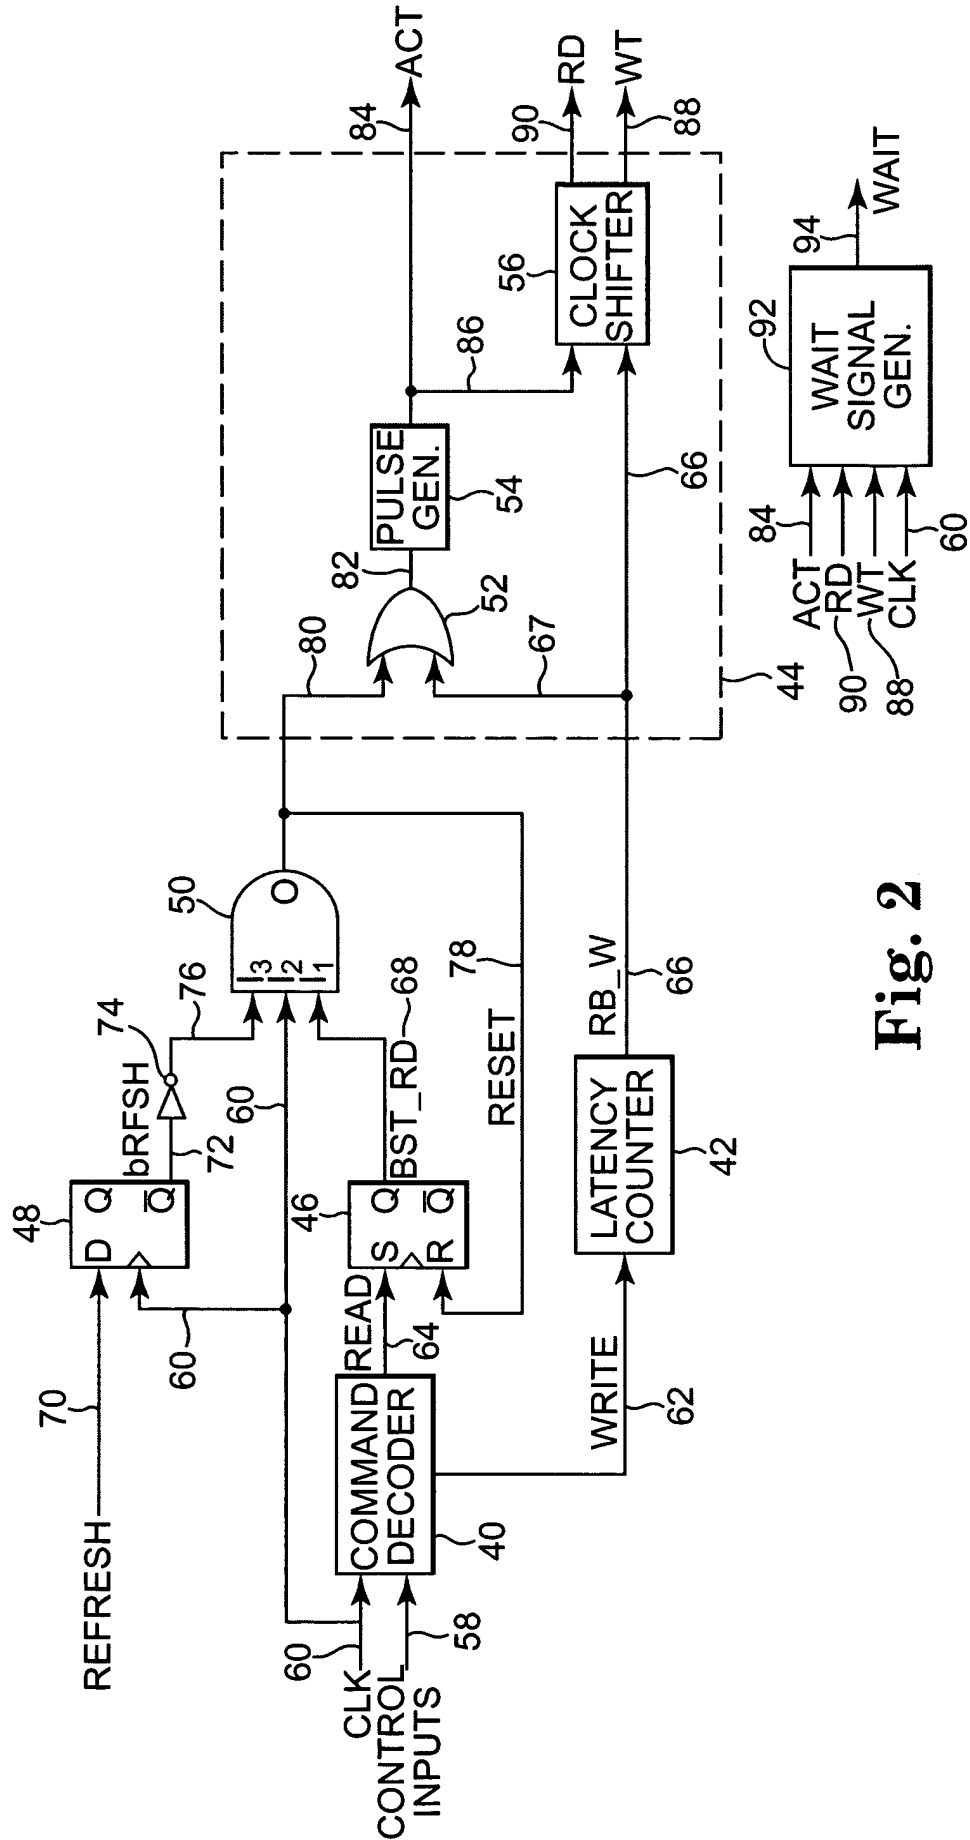 REFRESH
70
48
D
Q
Q
60
bRFSH
72
74
76
60
CLK
60
CONTROL
INPUTS
58
COMMAND
DECODER
40
READ
64
46
S
Q
R
Q
BST_RD
68
I3
I2
I1
O
50
RESET
78
WRITE
62
LATENCY
COUNTER
42
RB_W
66
80
67
52
82
PULSE
GEN.
54
84
ACT
86
66
56
CLOCK
SHIFTER
90
RD
WT
88
44
ACT
84
RD
90
WT
88
CLK
60
92
WAIT
SIGNAL
GEN.
94
WAIT
Fig. 2